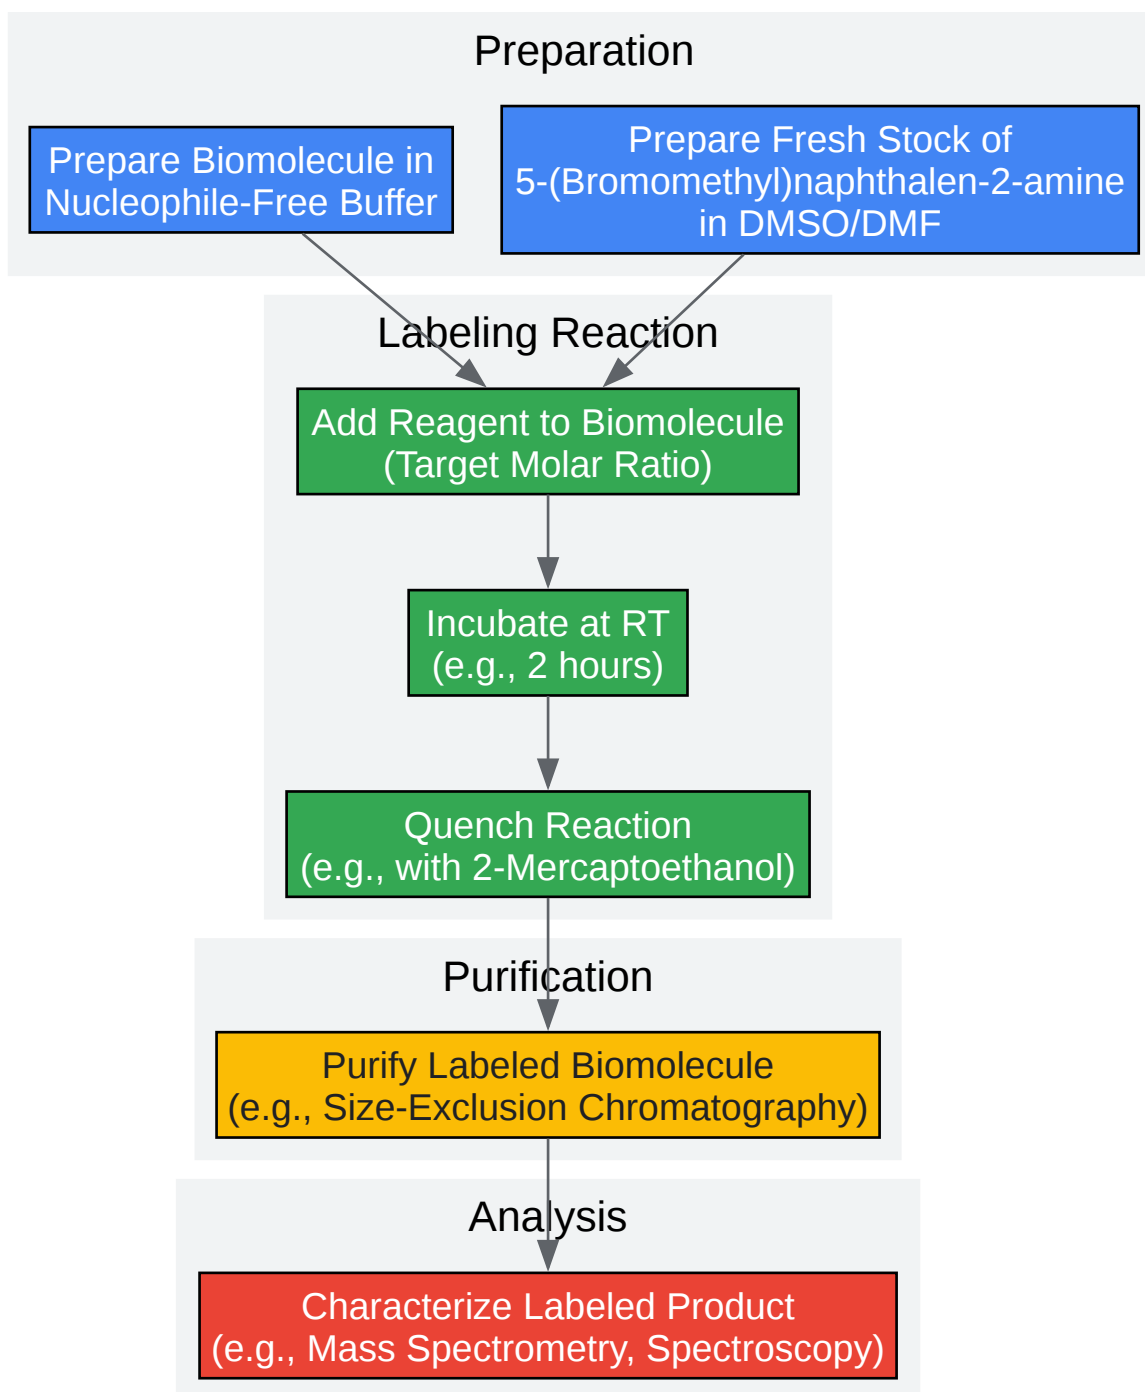 Preparation
Prepare Biomolecule in
Nucleophile-Free Buffer
Prepare Fresh Stock of
5-(Bromomethyl)naphthalen-2-amine
in DMSO/DMF
Labeling Reaction
Add Reagent to Biomolecule
(Target Molar Ratio)
Incubate at RT
(e.g., 2 hours)
Quench Reaction
(e.g., with 2-Mercaptoethanol)
Purification
Purify Labeled Biomolecule
(e.g., Size-Exclusion Chromatography)
Analysis
Characterize Labeled Product
(e.g., Mass Spectrometry, Spectroscopy)